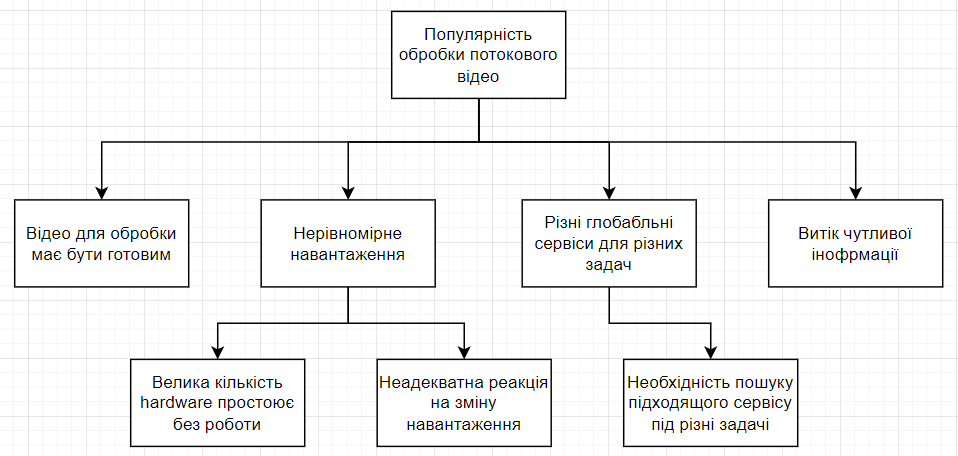 Популярність
обробки потокового
відео
Відео для обробки
має бути готовим
Нерівномірне
навантаження
Різні глобабльні
сервіси для різних
задач
Витік чутливої
інофрмації
Велика кількість
hardware простоює
без роботи
Неадекватна реакція
на зміну
навантаження
Необхідність пошуку
підходящого сервісу
під різні задачі